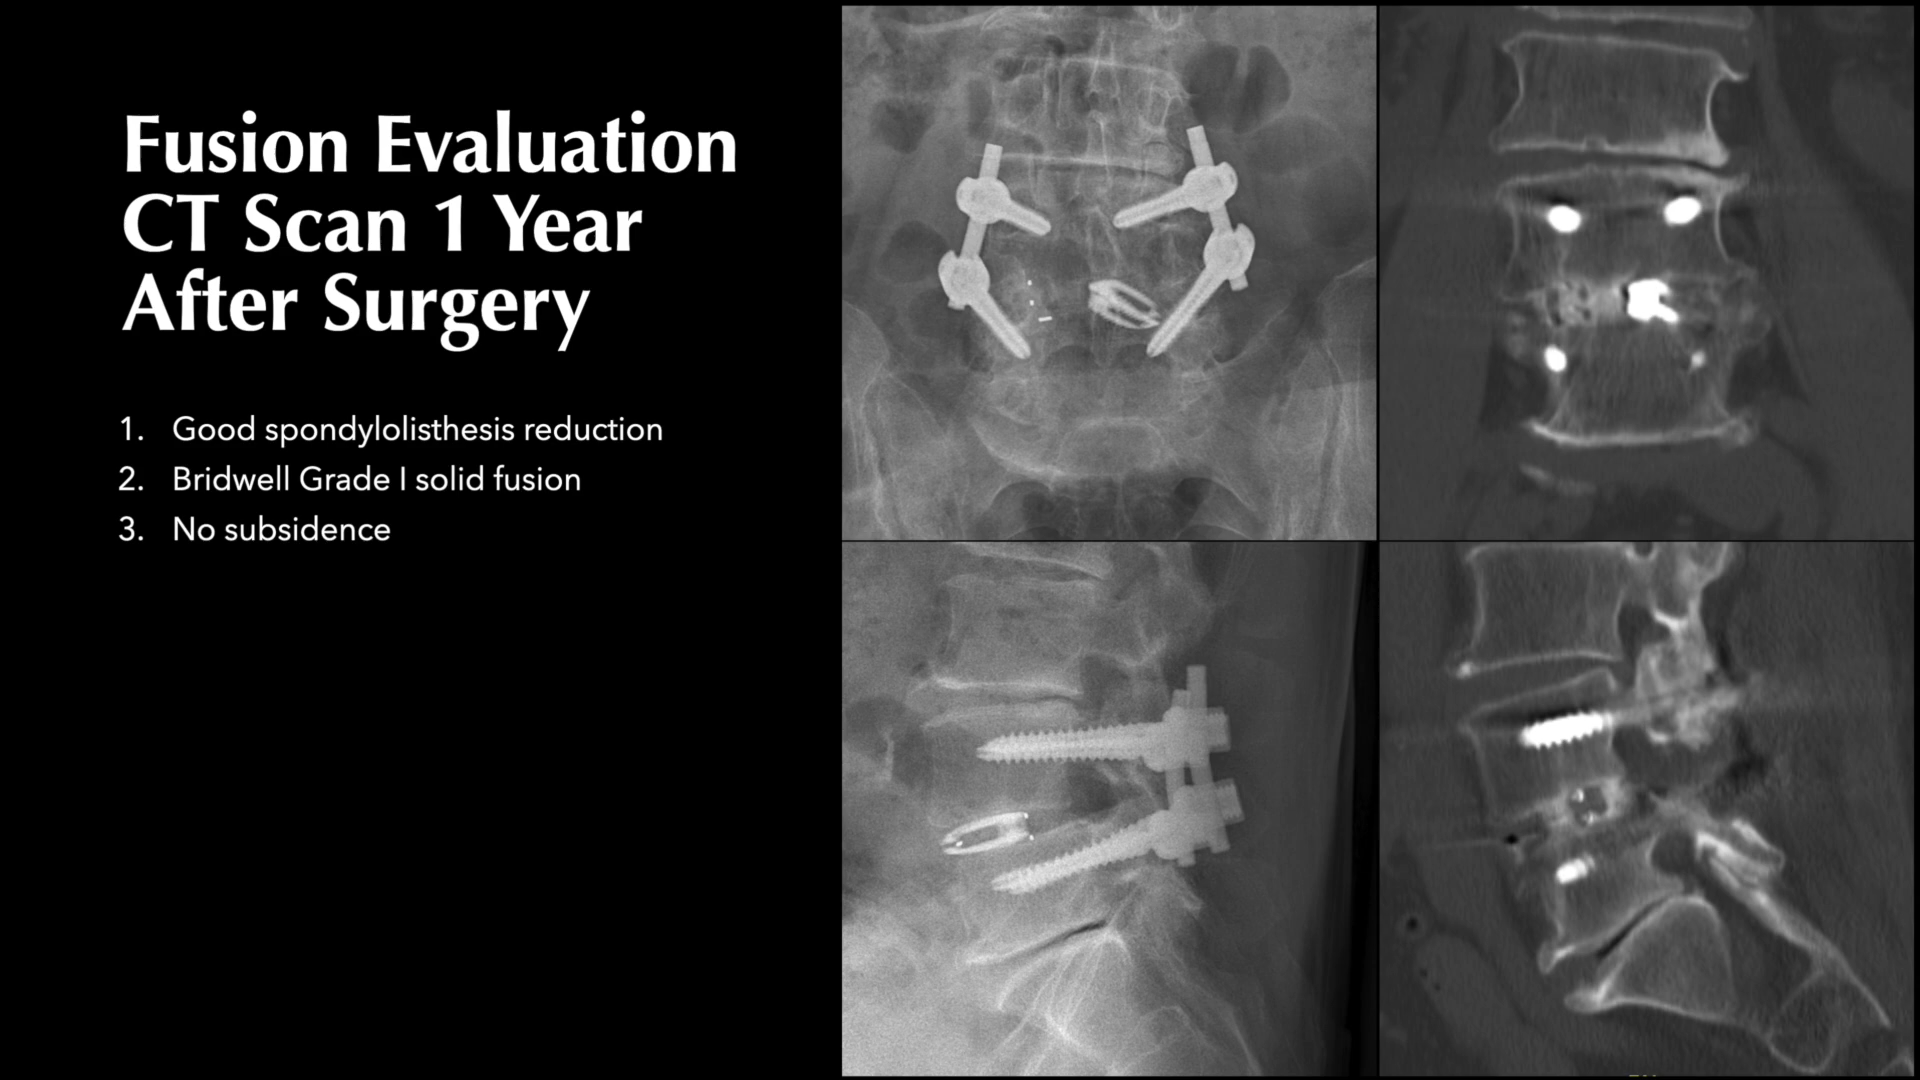 Fusion Evaluation
CT Scan 1 Year
After Surgery
1. Good spondylolisthesis reduction
2. Bridwell Grade I solid fusion
3. No subsidence